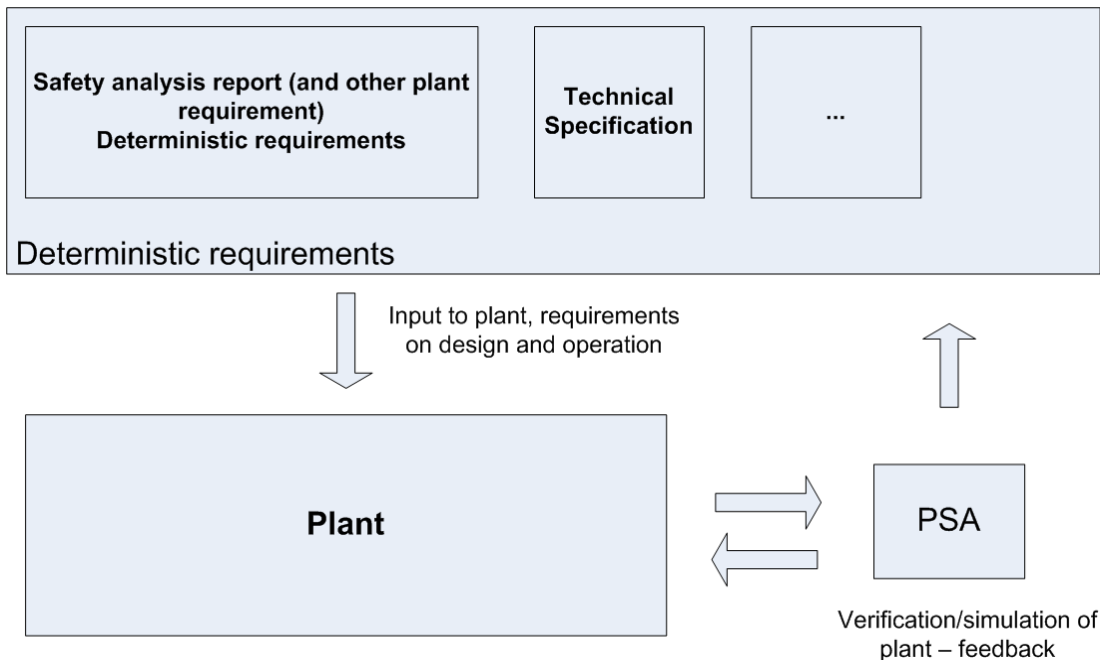 Safety analysis report (and other plant
requirement)
Deterministic requirements
Technical
Specification
...
Deterministic requirements
Input to plant, requirements
on design and operation
Plant
PSA
Verification/simulation of
plant – feedback